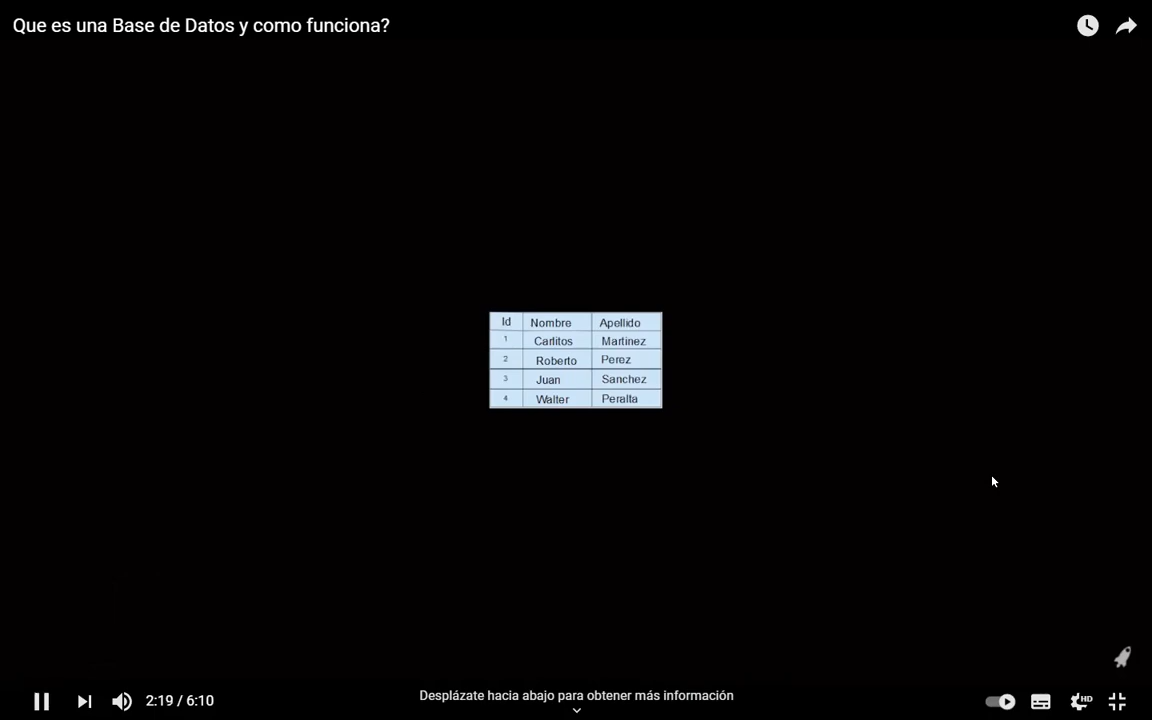 Que es una Base de Datos y como funciona?
Id Nombre Apellido
1 Carlitos Martinez
2 Roberto Perez
3 Juan Sanchez
4 Walter Peralta
Desplázate hacia abajo para obtener más información
2:19 / 6:10
HD